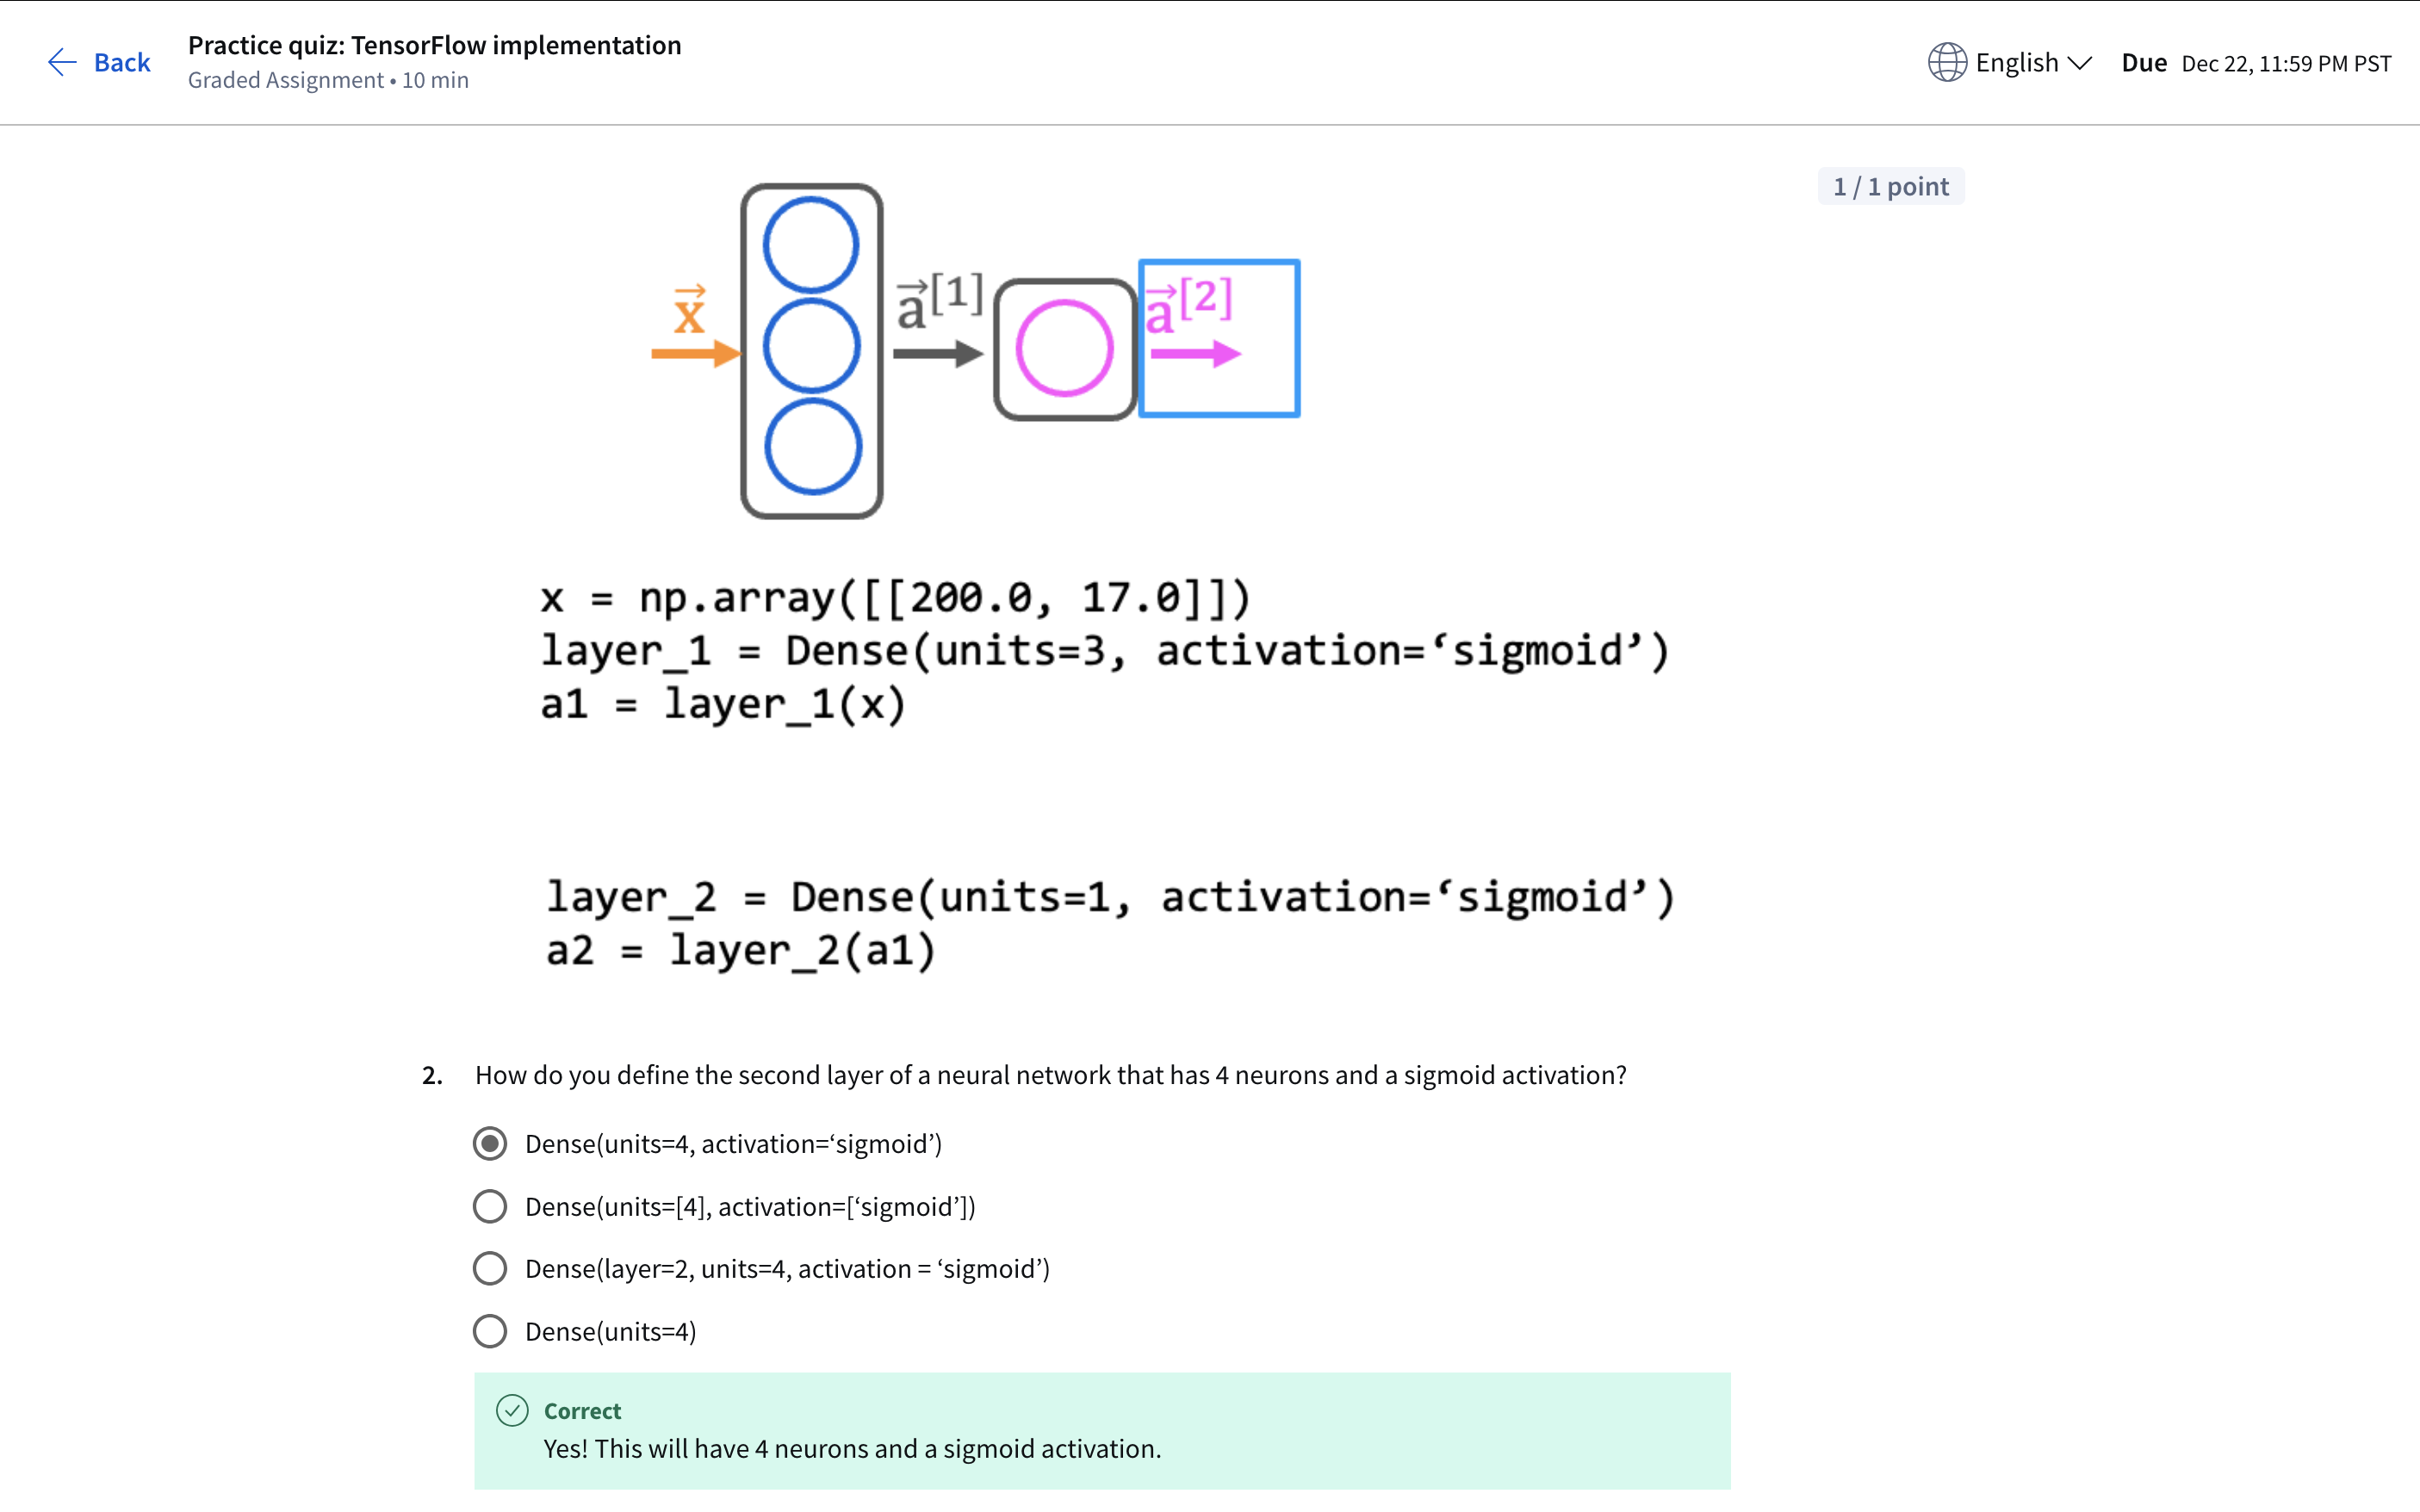 Back
Practice quiz: TensorFlow implementation
Graded Assignment • 10 min
English
Due Dec 22, 11:59 PM PST
1 / 1 point
x⃗
a⃗[1]
a⃗[2]
x = np.array([[200.0, 17.0]])
layer_1 = Dense(units=3, activation=‘sigmoid’)
a1 = layer_1(x)
layer_2 = Dense(units=1, activation=‘sigmoid’)
a2 = layer_2(a1)
2. How do you define the second layer of a neural network that has 4 neurons and a sigmoid activation?
Dense(units=4, activation=‘sigmoid’)
Dense(units=[4], activation=[‘sigmoid’])
Dense(layer=2, units=4, activation = ‘sigmoid’)
Dense(units=4)
Correct
Yes! This will have 4 neurons and a sigmoid activation.